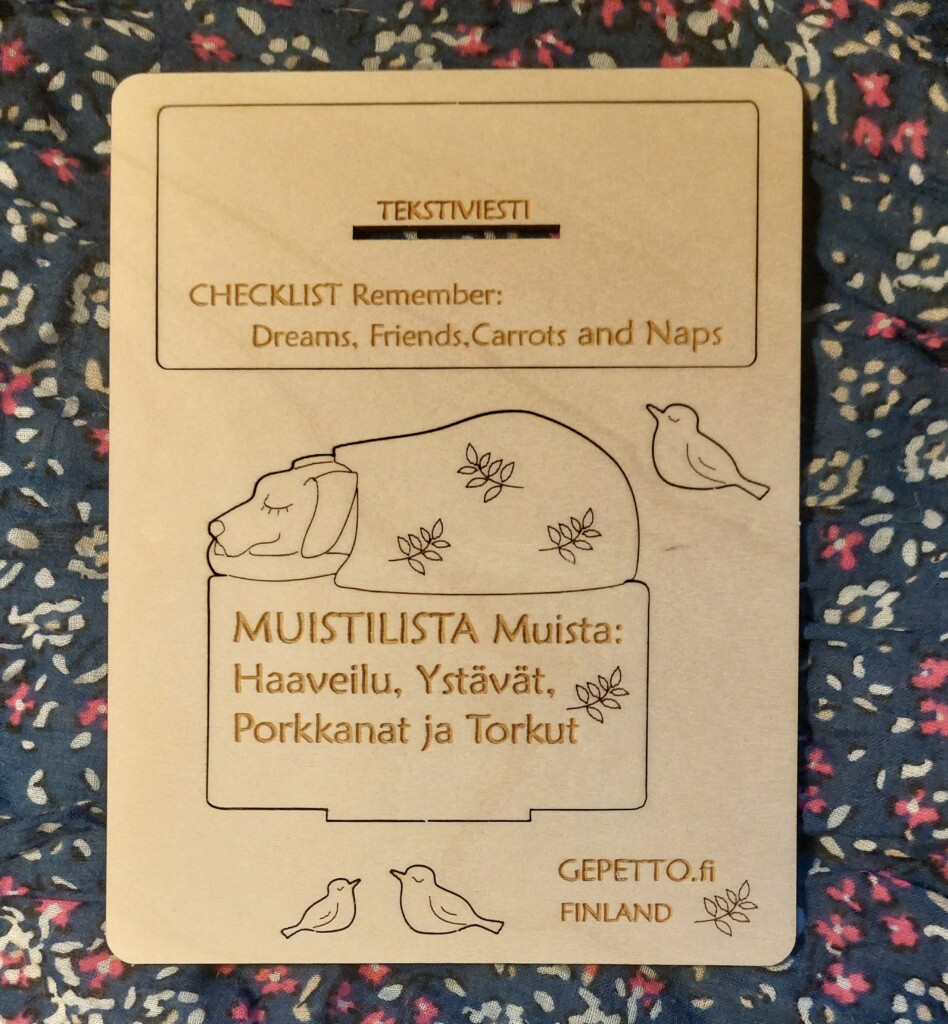 TEKSTIVIESTI
CHECKLIST Remember:
Dreams, Friends,Carrots and Naps
MUISTILISTA Muista:
Haaveilu, Ystävät,
Porkkanat ja Torkut
GEPETTO.fi
FINLAND